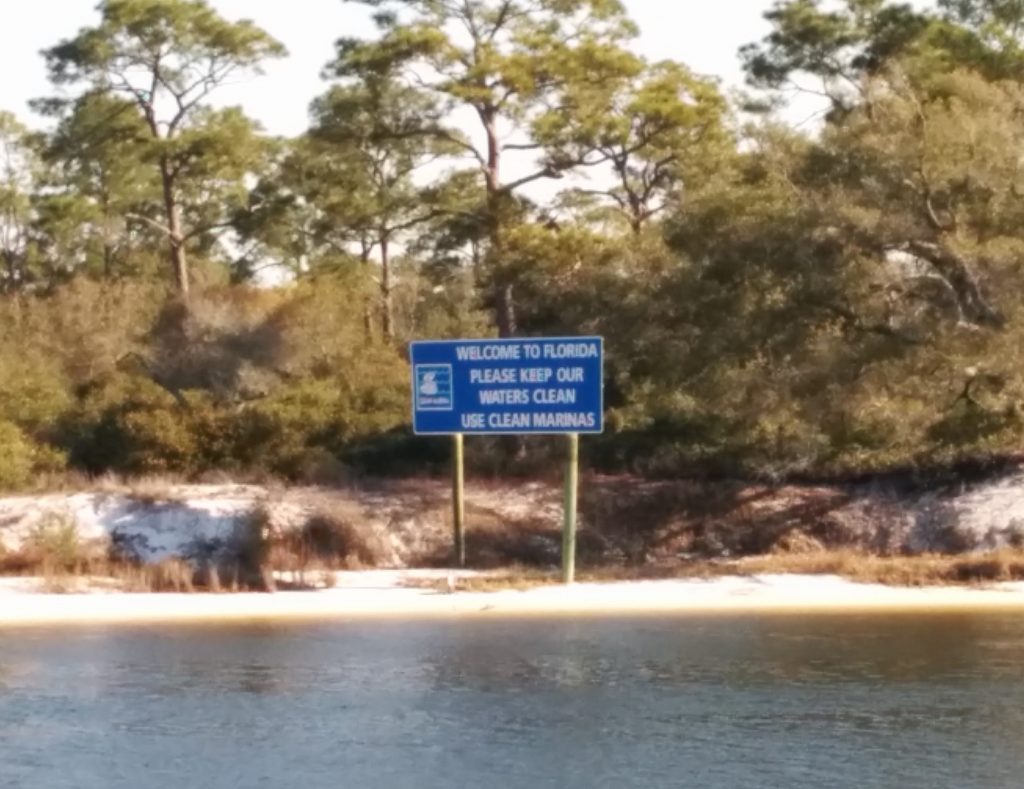 WELCOME TO FLORIDA
PLEASE KEEP OUR
WATERS CLEAN
USE CLEAN MARINAS